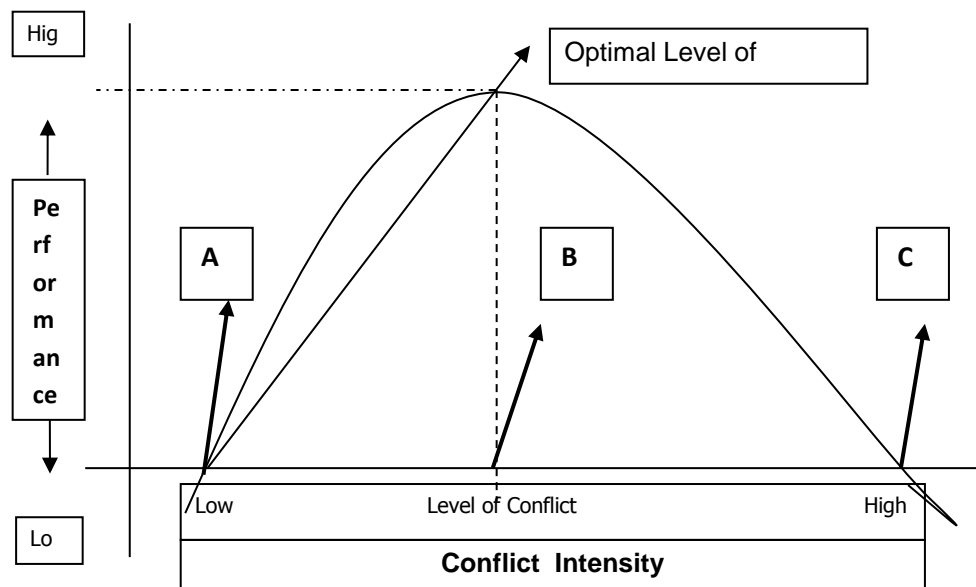 Hig
Optimal Level of
Pe
rf
or
m
an
ce
A
B
C
Low
Level of Conflict
High
Lo
Conflict Intensity